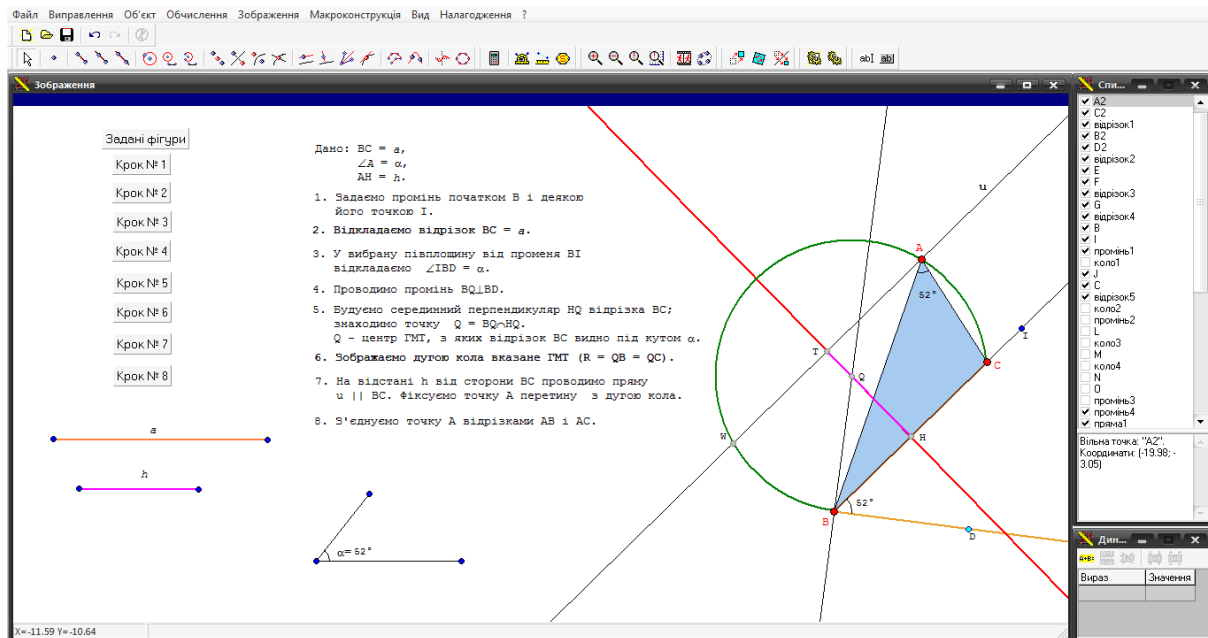 Файл Виправлення Об'єкт Обчислення Зображення Макроконструкція Вид Налагодження ?
abI abI
Зображення
Задані фігури
Крок № 1
Крок № 2
Крок № 3
Крок № 4
Крок № 5
Крок № 6
Крок № 7
Крок № 8
a
h
α= 52°
Дано: BC = a,
∠A = α,
AH = h.
1. Задаємо промінь початком B і деякою
його точкою I.
2. Відкладаємо відрізок BC = a.
3. У вибрану півплощину від променя BI
відкладаємо ∠IBD = α.
4. Проводимо промінь BQ⊥BD.
5. Будуємо серединний перпендикуляр HQ відрізка BC;
знаходимо точку Q = BQ∩HQ.
Q – центр ГМТ, з яких відрізок BC видно під кутом α.
6. Зображаємо дугою кола вказане ГМТ (R = QB = QC).
7. На відстані h від сторони BC проводимо пряму
u || BC. Фіксуємо точку A перетину з дугою кола.
8. З'єднуємо точку A відрізками AB і AC.
u
A
52°
I
T
C
Q
W
H
52°
B
D
Спи...
A2
C2
відрізок1
B2
D2
відрізок2
E
F
відрізок3
G
відрізок4
B
I
промінь1
коло1
J
C
відрізок5
коло2
промінь2
L
коло3
M
коло4
N
O
промінь3
промінь4
пряма1
Вільна точка: "A2".
Координати: (-19.98; -
3.05)
Дин...
A+B=
Вираз Значення
X=-11.59 Y=-10.64